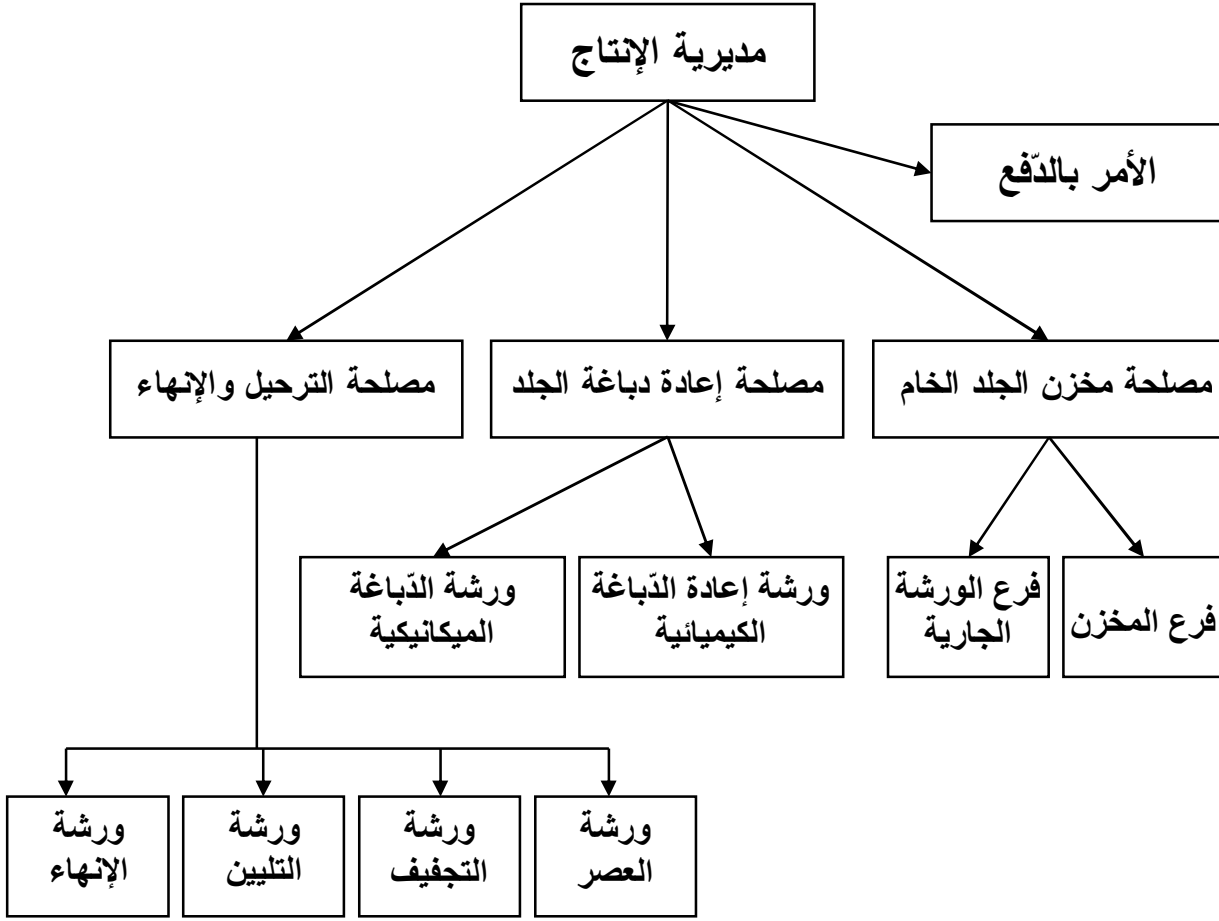 مديرية الإنتاج
الأمر بالدّفع
مصلحة مخزن الجلد الخام
مصلحة إعادة دباغة الجلد
مصلحة الترحيل والإنهاء
فرع المخزن
فرع الورشة
الجارية
ورشة إعادة الدّباغة
الكيميائية
ورشة الدّباغة
الميكانيكية
ورشة
العصر
ورشة
التجفيف
ورشة
التليين
ورشة
الإنهاء